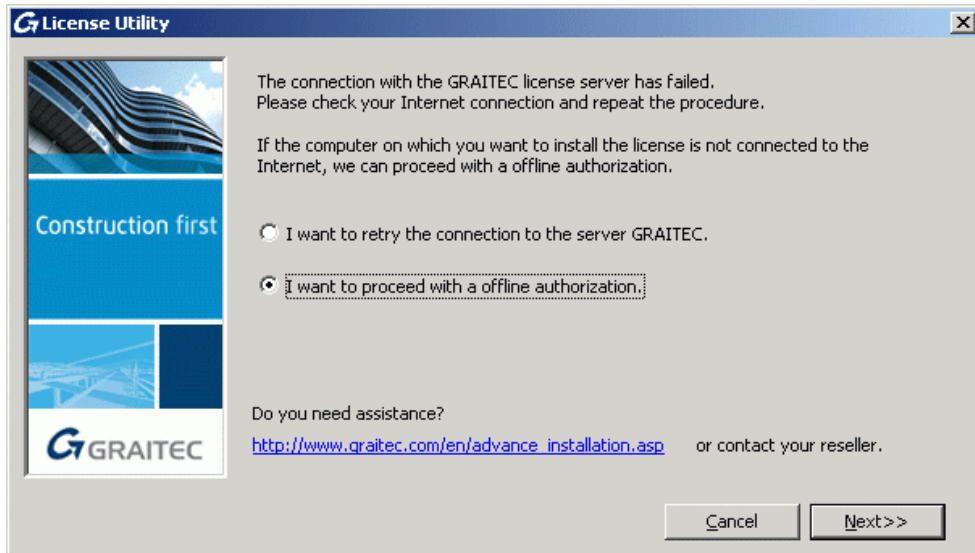 License Utility
The connection with the GRAITEC license server has failed.
Please check your Internet connection and repeat the procedure.
If the computer on which you want to install the license is not connected to the
Internet, we can proceed with a offline authorization.
Construction first
I want to retry the connection to the server GRAITEC.
I want to proceed with a offline authorization.
Do you need assistance?
http://www.graitec.com/en/advance_installation.asp or contact your reseller.
GRAITEC
Cancel Next>>